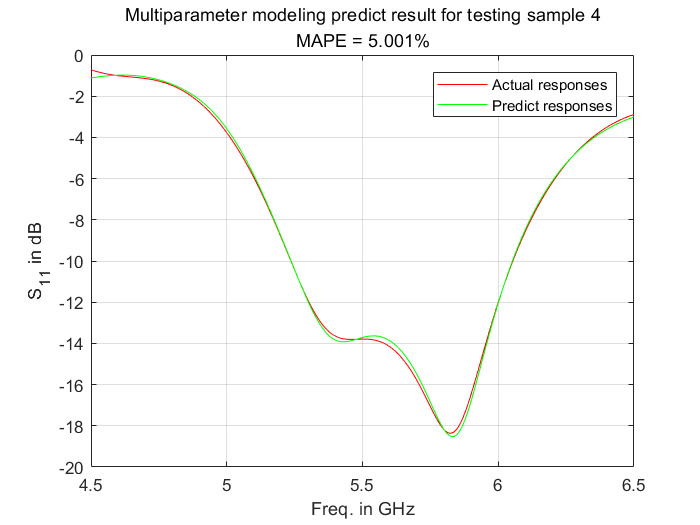 Multiparameter modeling predict result for testing sample 4
MAPE = 5.001%
Actual responses
Predict responses
0
-2
-4
-6
-8
-10
-12
-14
-16
-18
-20
S11 in dB
4.5 5 5.5 6 6.5
Freq. in GHz